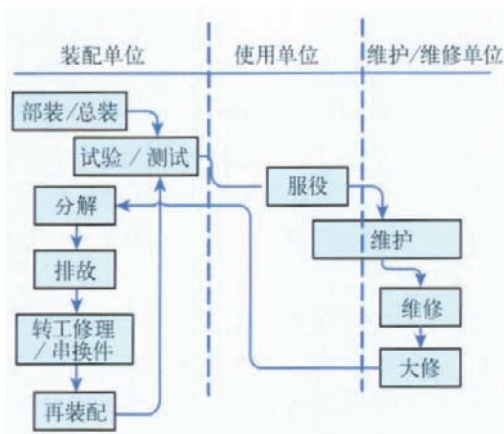 装配单位
使用单位
维护/维修单位
部装/总装
试验/测试
服役
分解
维护
排故
维修
转工修理
/串换件
大修
再装配